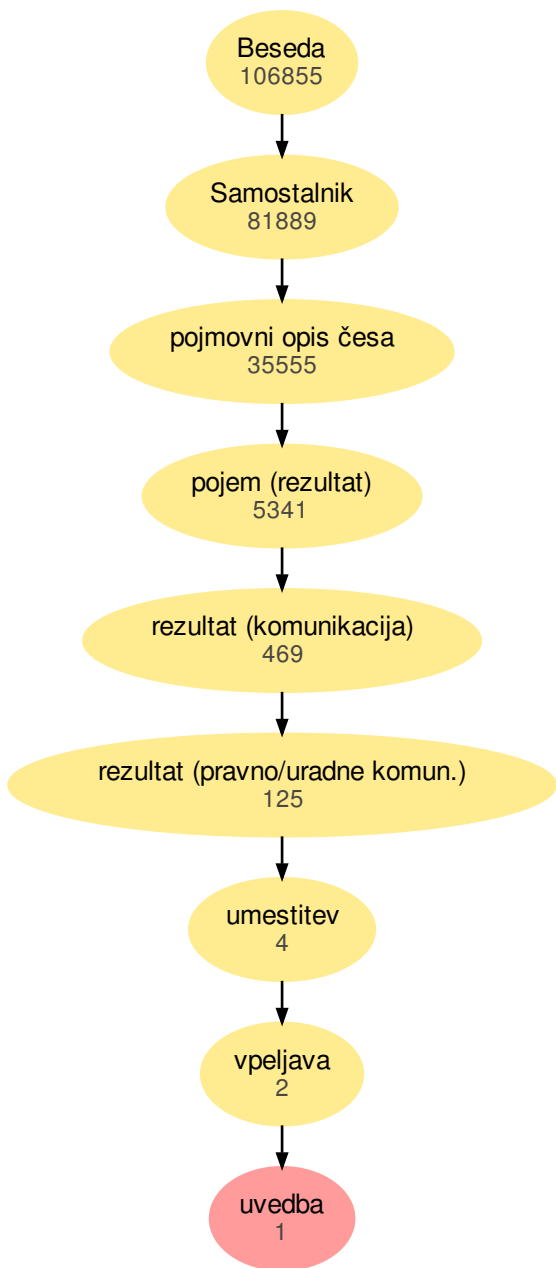 Beseda
106855
Samostalnik
81889
pojmovni opis česa
35555
pojem (rezultat)
5341
rezultat (komunikacija)
469
rezultat (pravno/uradne komun.)
125
umestitev
4
vpeljava
2
uvedba
1